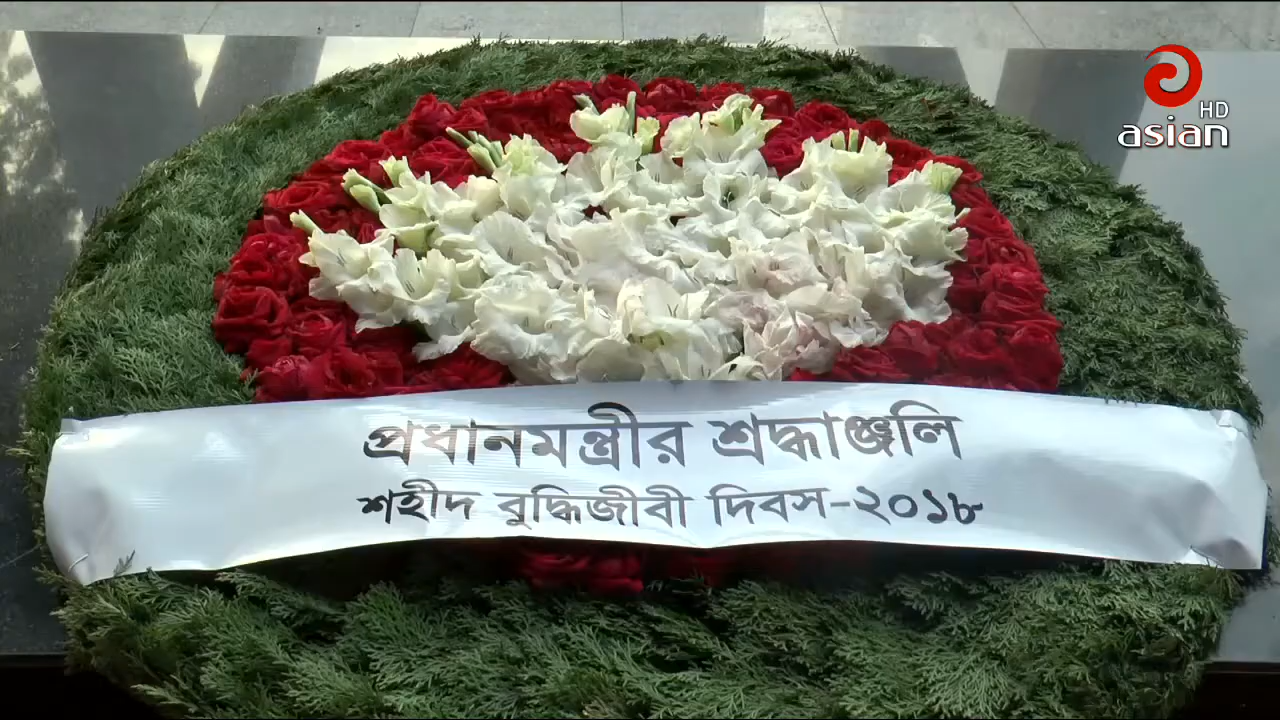 HD
asian
প্রধানমন্ত্রীর শ্রদ্ধাঞ্জলি
শহীদ বুদ্ধিজীবী দিবস-২০১৮